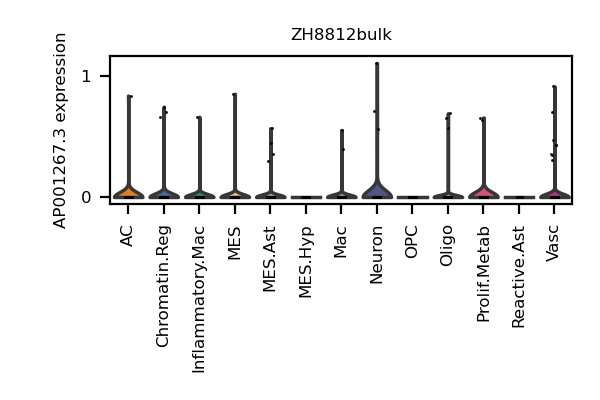 ZH8812bulk
AP001267.3 expression
1
0
AC
Chromatin.Reg
Inflammatory.Mac
MES
MES.Ast
MES.Hyp
Mac
Neuron
OPC
Oligo
Prolif.Metab
Reactive.Ast
Vasc